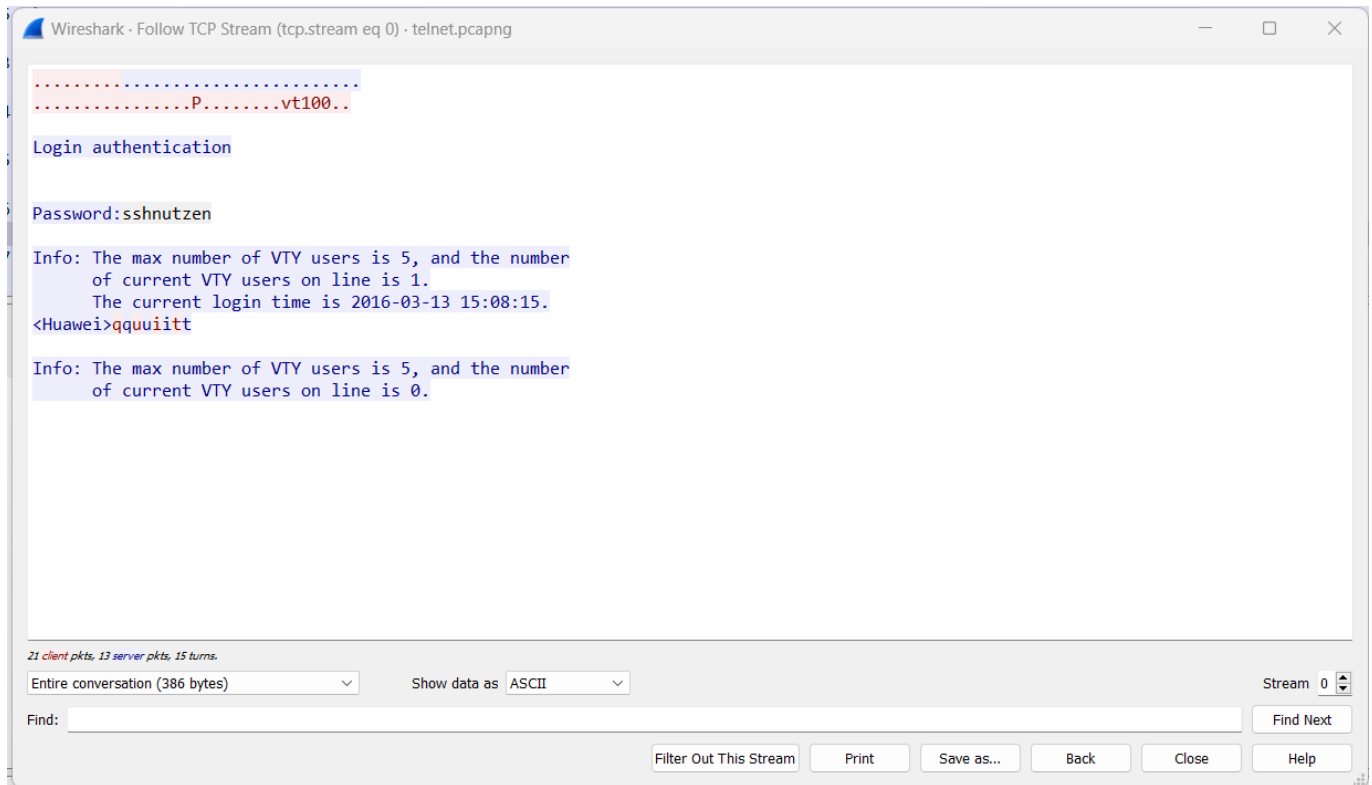 Wireshark · Follow TCP Stream (tcp.stream eq 0) · telnet.pcapng
.................................
................P........vt100..
Login authentication
Password:sshnutzen
Info: The max number of VTY users is 5, and the number
of current VTY users on line is 1.
The current login time is 2016-03-13 15:08:15.
<Huawei>qquuiitt
Info: The max number of VTY users is 5, and the number
of current VTY users on line is 0.
21 client pkts, 13 server pkts, 15 turns.
Entire conversation (386 bytes) Show data as ASCII Stream 0
Find: Find Next
Filter Out This Stream Print Save as... Back Close Help